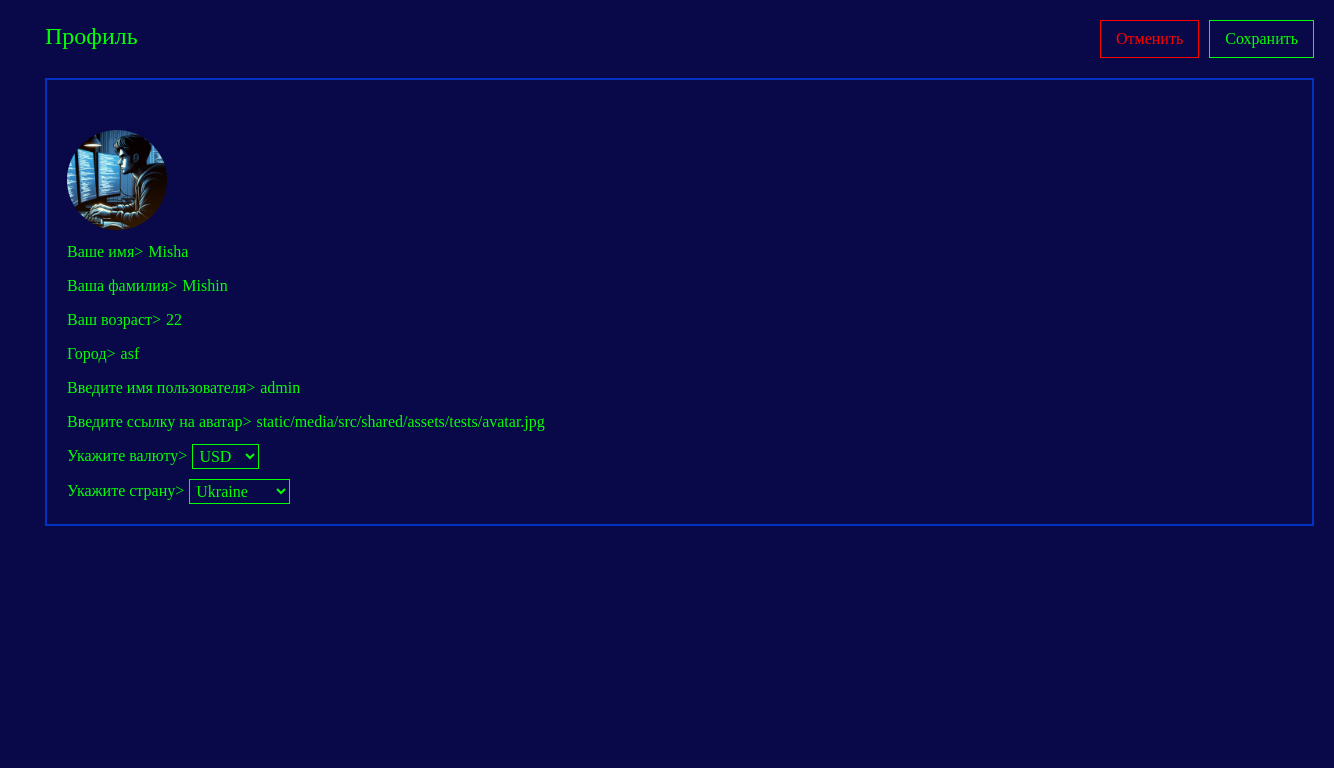 Профиль
Отменить Сохранить
Ваше имя> Misha
Ваша фамилия> Mishin
Ваш возраст> 22
Город> asf
Введите имя пользователя> admin
Введите ссылку на аватар> static/media/src/shared/assets/tests/avatar.jpg
Укажите валюту> USD
Укажите страну> Ukraine